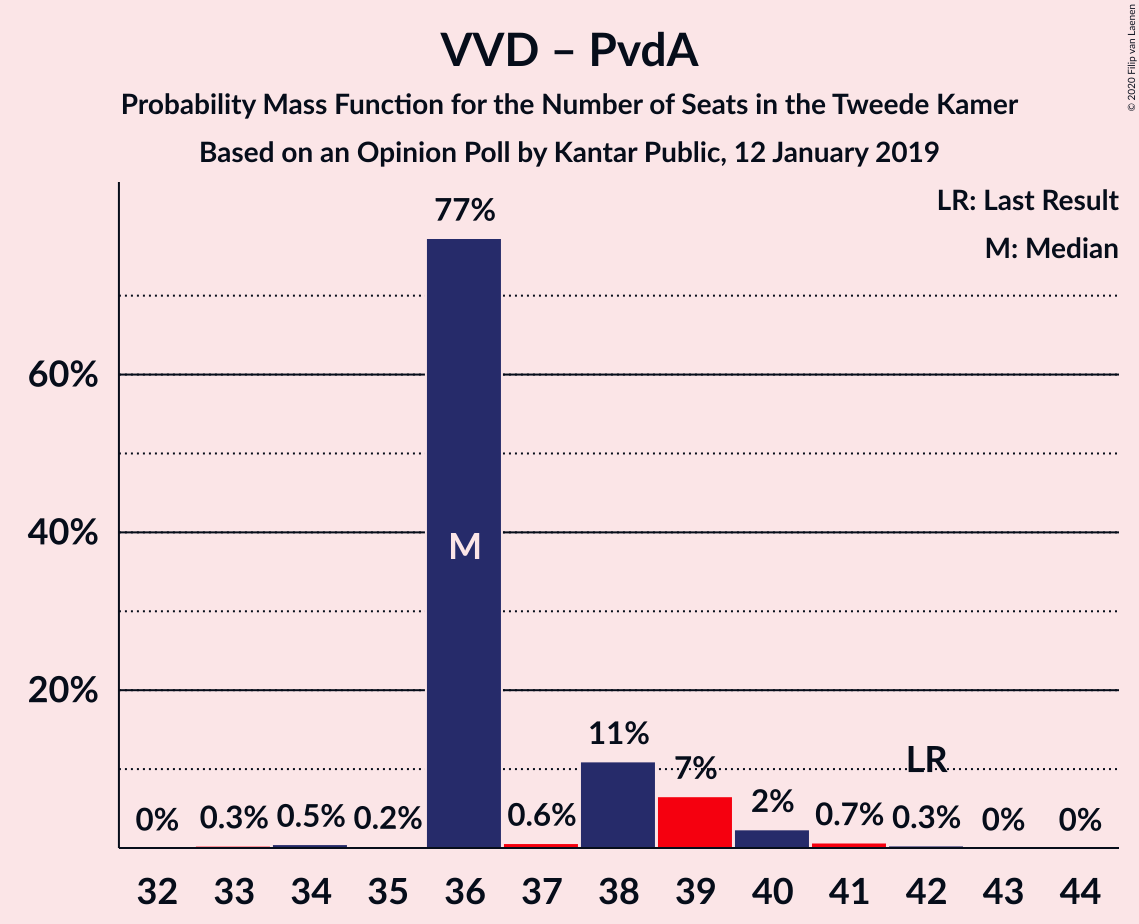 VVD – PvdA
Probability Mass Function for the Number of Seats in the Tweede Kamer
Based on an Opinion Poll by Kantar Public, 12 January 2019
© 2020 Filip van Laenen
LR: Last Result
M: Median
60%
40%
20%
0%
0.3%
0.5%
0.2%
77%
M
0.6%
11%
7%
2%
0.7%
LR
0.3%
0%
0%
32 33 34 35 36 37 38 39 40 41 42 43 44